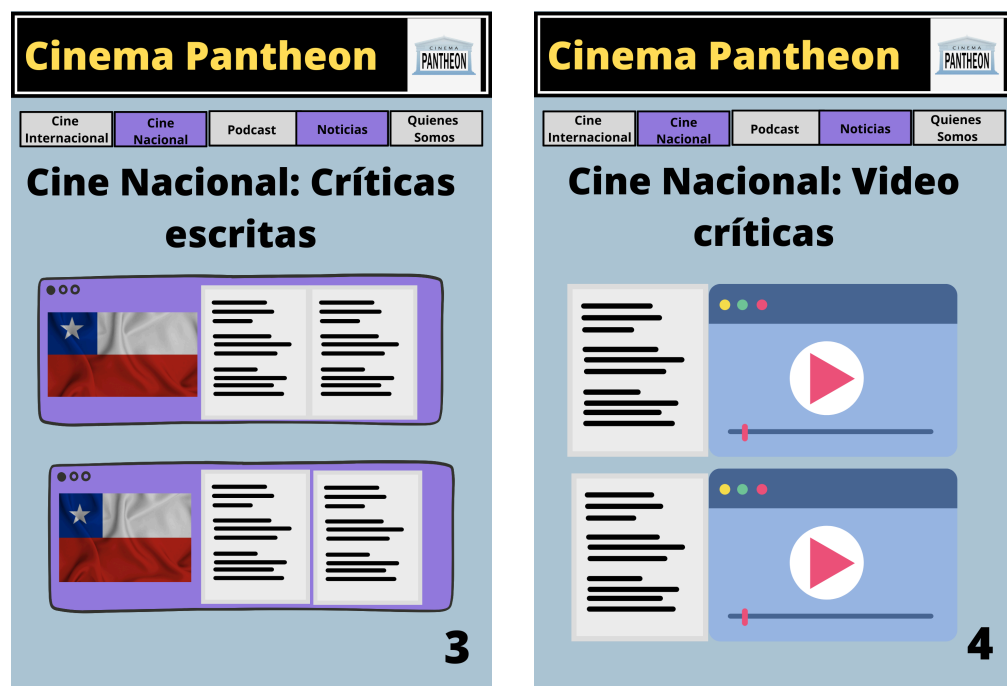 Cinema Pantheon
CINEMA
PANTHEON
Cine
Internacional
Cine
Nacional
Podcast
Noticias
Quienes
Somos
Cine Nacional: Críticas
escritas
3
Cinema Pantheon
CINEMA
PANTHEON
Cine
Internacional
Cine
Nacional
Podcast
Noticias
Quienes
Somos
Cine Nacional: Video
críticas
4